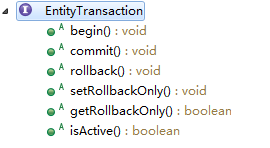 EntityTransaction
A begin() : void
A commit() : void
A rollback() : void
A setRollbackOnly() : void
A getRollbackOnly() : boolean
A isActive() : boolean